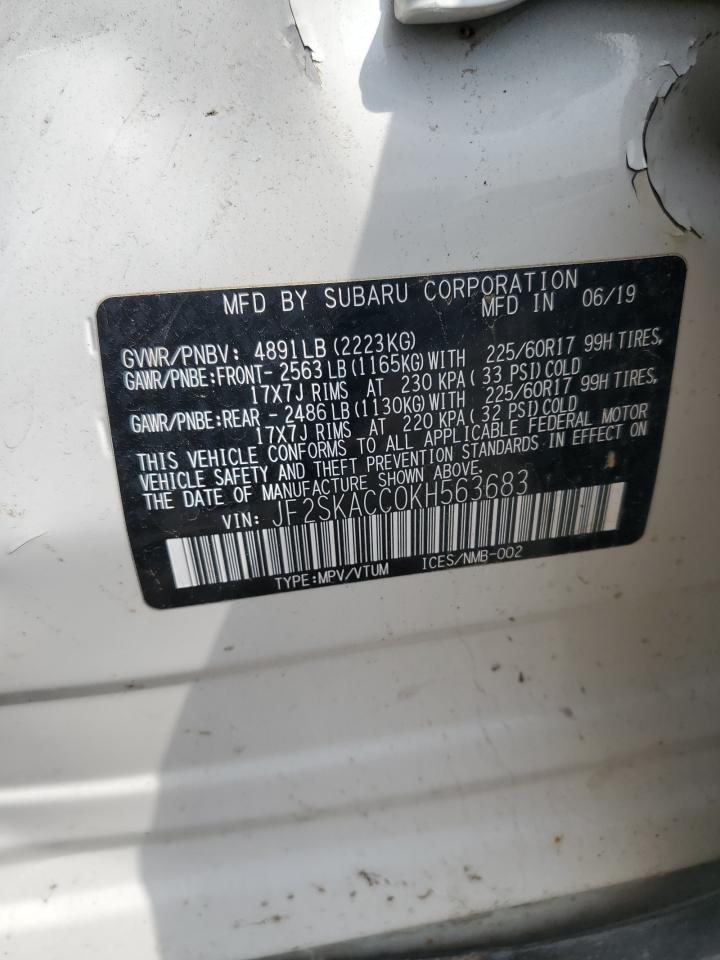 MFD BY SUBARU CORPORATION
MFD IN 06/19
GVWR/PNBV: 4891LB (2223KG)
GAWR/PNBE:FRONT- 2563 LB (1165KG) WITH 225/60R17 99H TIRES,
17X7J RIMS AT 230 KPA (33 PSI) COLD
GAWR/PNBE:REAR - 2486 LB (1130KG) WITH 225/60R17 99H TIRES,
17X7J RIMS AT 220 KPA (32 PSI) COLD
THIS VEHICLE CONFORMS TO ALL APPLICABLE FEDERAL MOTOR
VEHICLE SAFETY AND THEFT PREVENTION STANDARDS IN EFFECT ON
THE DATE OF MANUFACTURE SHOWN ABOVE.
VIN: JF2SKACC0KH563683
TYPE:MPV/VTUM ICES/NMB-002